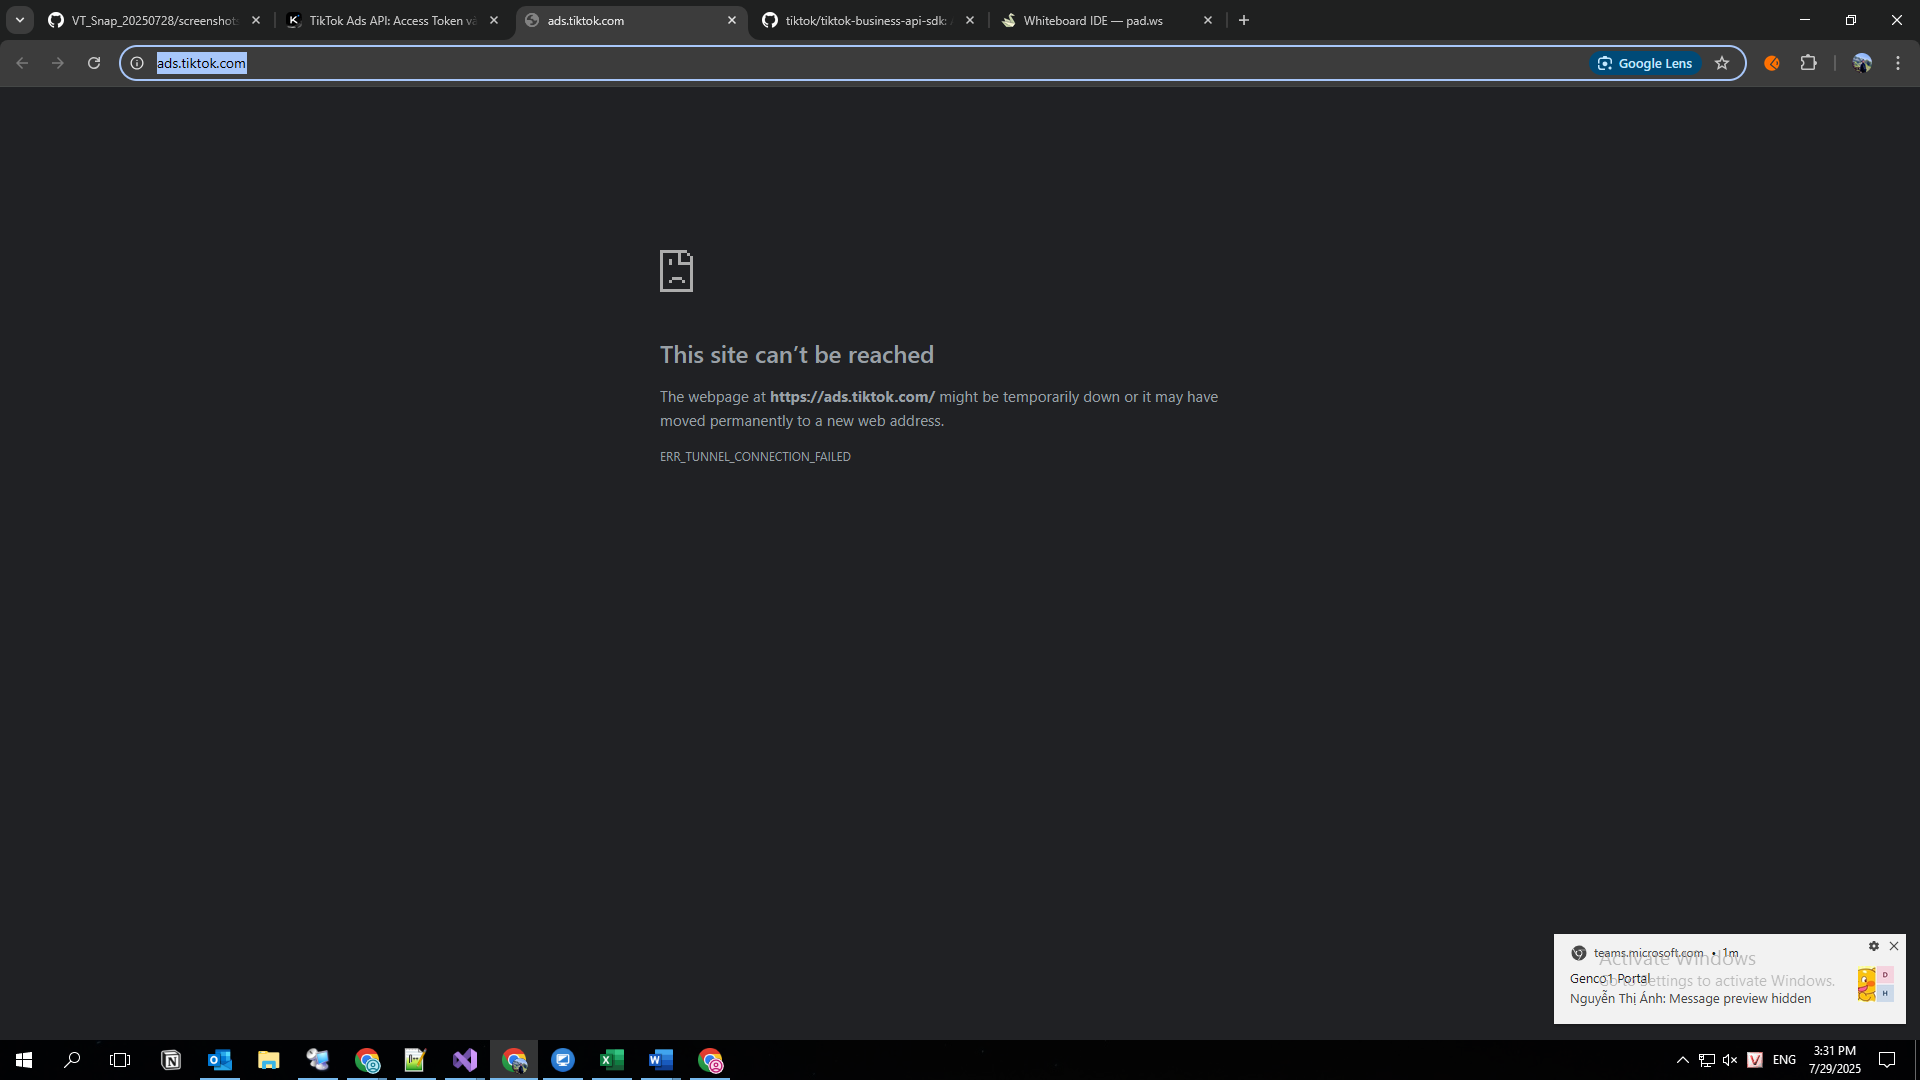 VT_Snap_20250728/screenshot
TikTok Ads API: Access Token và
ads.tiktok.com
tiktok/tiktok-business-api-sdk:
Whiteboard IDE — pad.ws
ads.tiktok.com
Google Lens
This site can’t be reached
The webpage at https://ads.tiktok.com/ might be temporarily down or it may have
moved permanently to a new web address.
ERR_TUNNEL_CONNECTION_FAILED
teams.microsoft.com • 1m
Activate Windows
Genco1 Portal
Go to Settings to activate Windows.
Nguyễn Thị Ánh: Message preview hidden
D
H
ENG
3:31 PM
7/29/2025